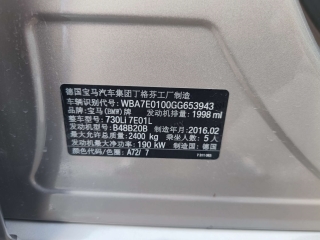 德国宝马汽车集团丁格芬工厂制造
车辆识别代号: WBA7E0100GG653943
品牌: 宝马(BMW)牌 发动机排量: 1998 ml
整车型号: 730Li 7E01L
发动机型号: B48B20B 制造年月: 2016.02
最大允许总质量: 2400 kg 乘坐人数: 5 人
发动机最大净功率: 190 kW 制造国: 德国
颜色代码/色圈: A72/ 7